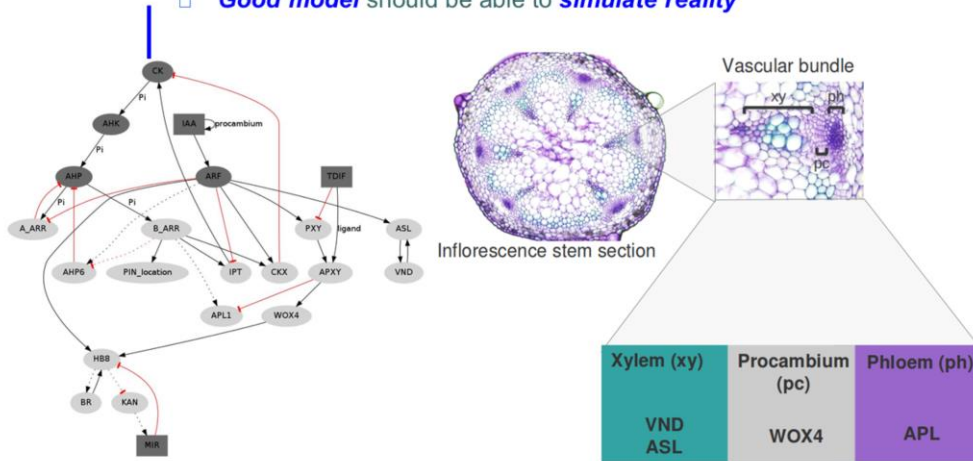 Good model should be able to simulate reality
CK
Pi
AHK
IAA
procambium
Pi
AHP
ARF
TDIF
Pi
Pi
A_ARR
B_ARR
PXY
ligand
ASL
AHP6
PIN_location
IPT
CKX
APXY
VND
APL1
WOX4
HB8
BR
KAN
MIR
Inflorescence stem section
Vascular bundle
xy
ph
pc
Xylem (xy)
VND
ASL
Procambium
(pc)
WOX4
Phloem (ph)
APL